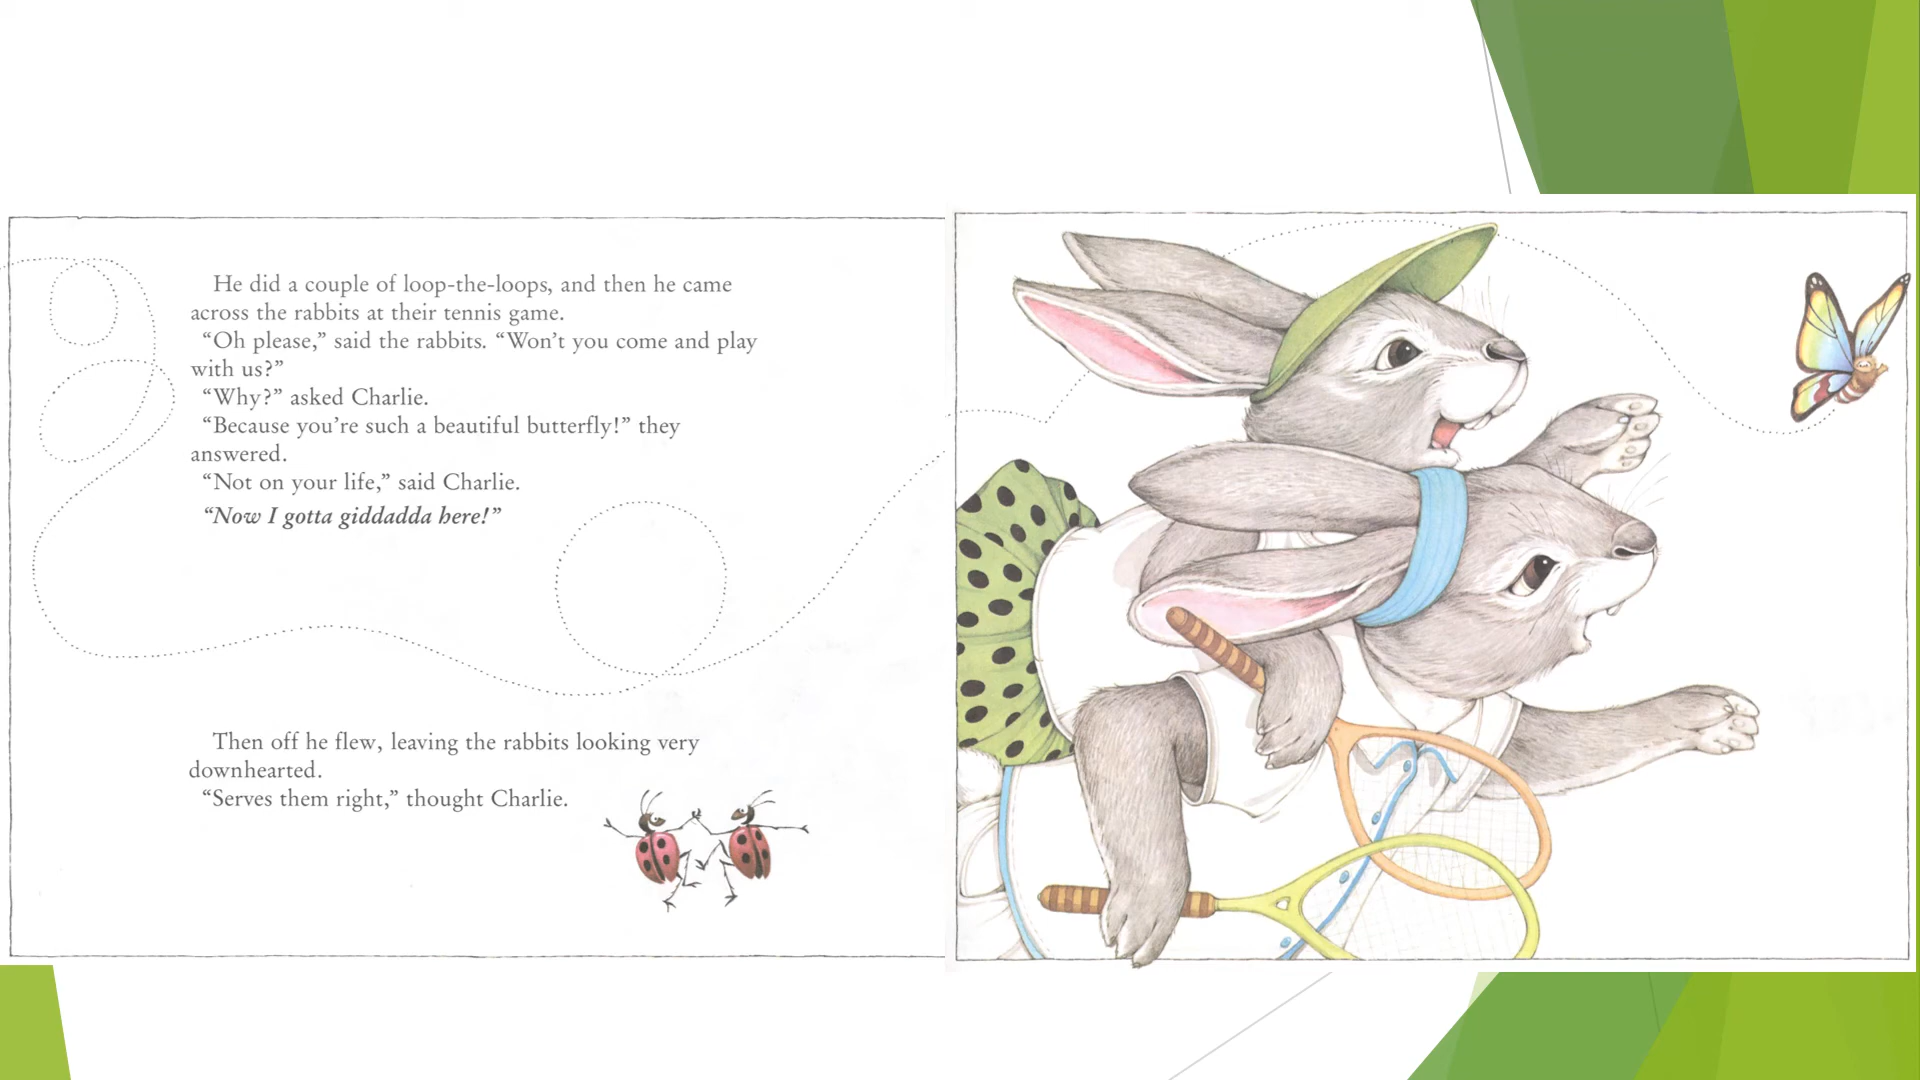 He did a couple of loop-the-loops, and then he came
across the rabbits at their tennis game.
“Oh please,” said the rabbits. “Won’t you come and play
with us?”
“Why?” asked Charlie.
“Because you’re such a beautiful butterfly!” they
answered.
“Not on your life,” said Charlie.
“Now I gotta giddadda here!”
Then off he flew, leaving the rabbits looking very
downhearted.
“Serves them right,” thought Charlie.